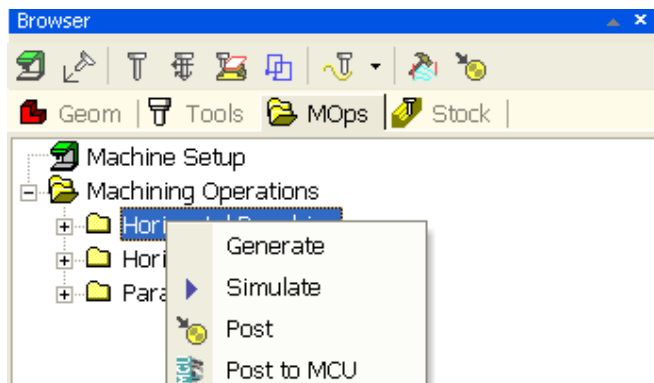 Browser
Geom Tools MOps Stock
Machine Setup
Machining Operations
Generate
Simulate
Post
Post to MCU